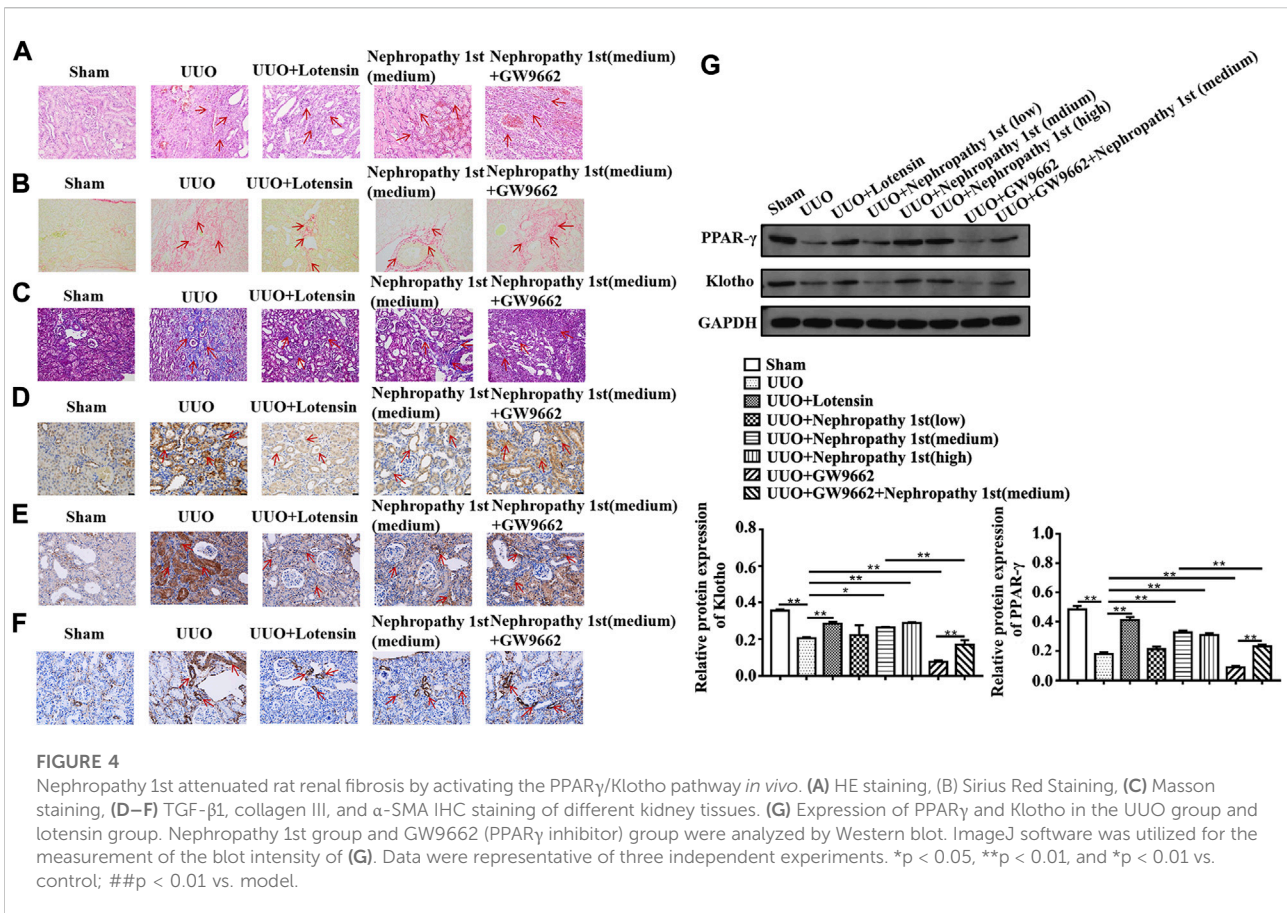 A
Sham
UUO
UUO+Lotensin
Nephropathy 1st
(medium)
Nephropathy 1st(medium)
+GW9662
B
Sham
UUO
UUO+Lotensin
Nephropathy 1st
(medium)
Nephropathy 1st(medium)
+GW9662
C
Sham
UUO
UUO+Lotensin
Nephropathy 1st
(medium)
Nephropathy 1st(medium)
+GW9662
D
Sham
UUO
UUO+Lotensin
Nephropathy 1st
(medium)
Nephropathy 1st(medium)
+GW9662
E
Sham
UUO
UUO+Lotensin
Nephropathy 1st
(medium)
Nephropathy 1st(medium)
+GW9662
F
Sham
UUO
UUO+Lotensin
Nephropathy 1st
(medium)
Nephropathy 1st(medium)
+GW9662
G
Sham
UUO
UUO+Lotensin
UUO+Nephropathy 1st (low)
UUO+Nephropathy 1st (mdium)
UUO+Nephropathy 1st (high)
UUO+GW9662
UUO+GW9662+Nephropathy 1st (medium)
PPAR-γ
Klotho
GAPDH
Sham
UUO
UUO+Lotensin
UUO+Nephropathy 1st(low)
UUO+Nephropathy 1st(medium)
UUO+Nephropathy 1st(high)
UUO+GW9662
UUO+GW9662+Nephropathy 1st(medium)
Relative protein expression
of Klotho
0.6
0.4
0.2
0.0
**
**
*
**
**
**
**
Relative protein expression
of PPAR-γ
1.0
0.8
0.6
0.4
0.2
0.0
**
**
**
**
**
**
**
FIGURE 4
Nephropathy 1st attenuated rat renal fibrosis by activating the PPARγ/Klotho pathway in vivo. (A) HE staining, (B) Sirius Red Staining, (C) Masson
staining, (D–F) TGF-β1, collagen III, and α-SMA IHC staining of different kidney tissues. (G) Expression of PPARγ and Klotho in the UUO group and
lotensin group. Nephropathy 1st group and GW9662 (PPARγ inhibitor) group were analyzed by Western blot. ImageJ software was utilized for the
measurement of the blot intensity of (G). Data were representative of three independent experiments. *p < 0.05, **p < 0.01, and *p < 0.01 vs.
control; ##p < 0.01 vs. model.